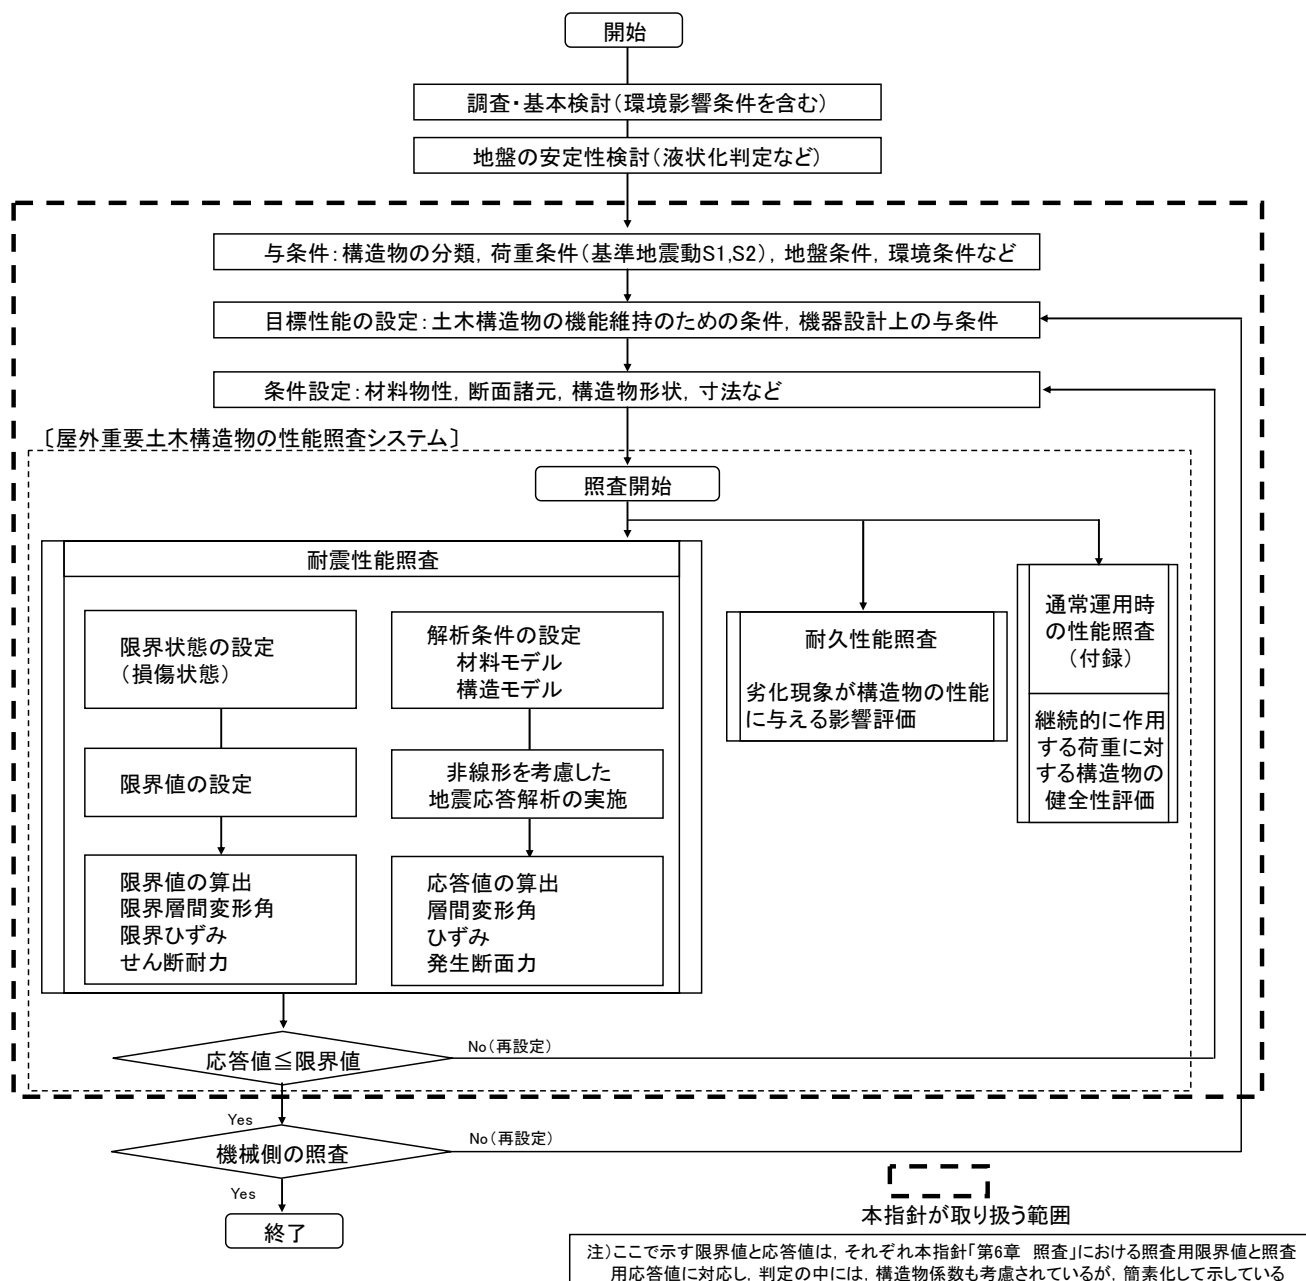 開始
調査・基本検討（環境影響条件を含む）
地盤の安定性検討（液状化判定など）
与条件：構造物の分類，荷重条件（基準地震動S1,S2），地盤条件，環境条件など
目標性能の設定：土木構造物の機能維持のための条件，機器設計上の与条件
条件設定：材料物性，断面諸元，構造物形状，寸法など
〔屋外重要土木構造物の性能照査システム〕
照査開始
耐震性能照査
限界状態の設定
（損傷状態）
限界値の設定
限界値の算出
限界層間変形角
限界ひずみ
せん断耐力
解析条件の設定
材料モデル
構造モデル
非線形を考慮した
地震応答解析の実施
応答値の算出
層間変形角
ひずみ
発生断面力
耐久性能照査
劣化現象が構造物の性能
に与える影響評価
通常運用時
の性能照査
（付録）
継続的に作用
する荷重に対
する構造物の
健全性評価
応答値≦限界値
No（再設定）
Yes
機械側の照査
No（再設定）
Yes
終了
本指針が取り扱う範囲
注）ここで示す限界値と応答値は，それぞれ本指針「第6章　照査」における照査用限界値と照査
用応答値に対応し，判定の中には，構造物係数も考慮されているが，簡素化して示している